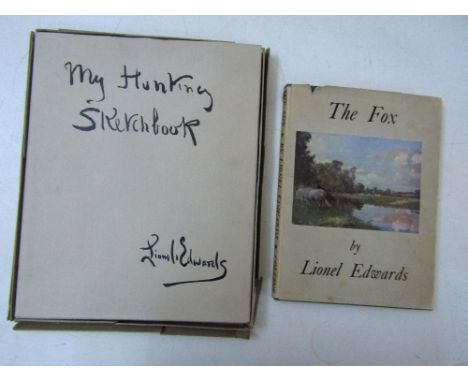 My Hunting
Sketchbook
Lionel Edwards
The Fox
by
Lionel Edwards